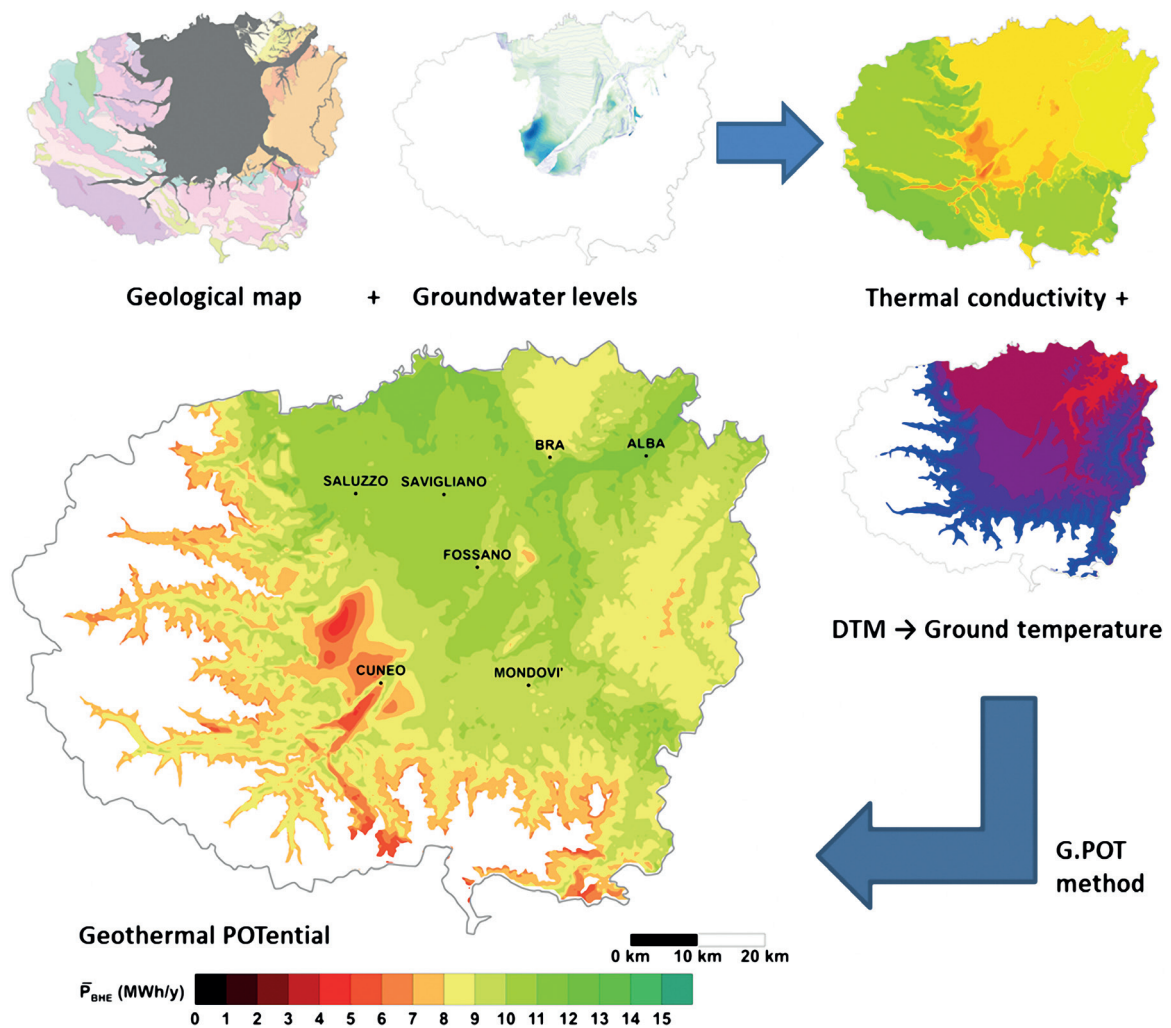 Geological map + Groundwater levels
Thermal conductivity +
DTM → Ground temperature
BRA
ALBA
SALUZZO
SAVIGLIANO
FOSSANO
CUNEO
MONDOVI'
G.POT
method
Geothermal POTential
0 km 10 km 20 km
P̅BHE (MWh/y)
0 1 2 3 4 5 6 7 8 9 10 11 12 13 14 15